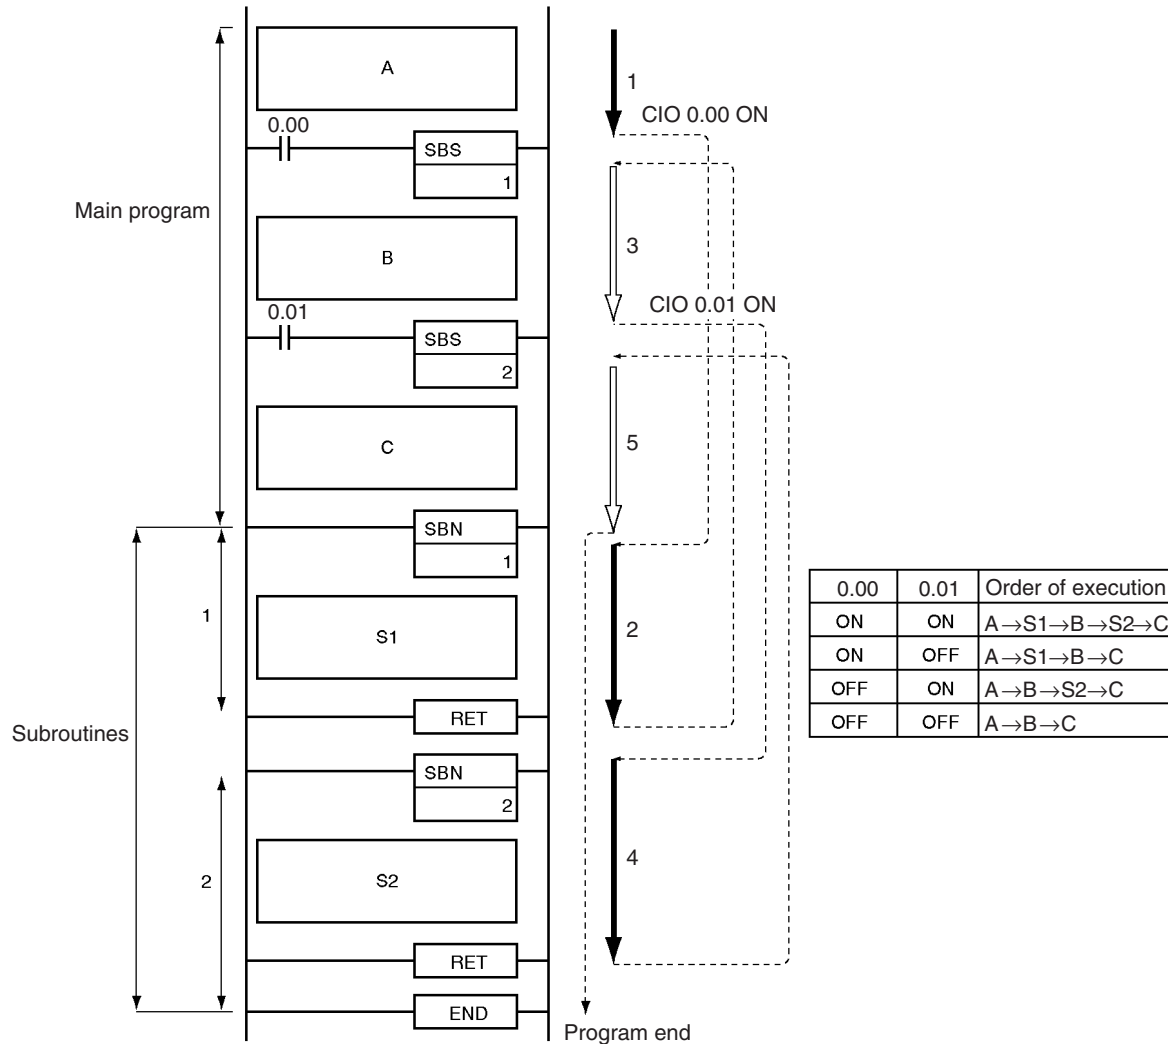 A
1
CIO 0.00 ON
0.00
SBS
1
Main program
B
3
0.01
CIO 0.01 ON
SBS
2
C
5
SBN
1
1
S1
2
0.00 0.01 Order of execution
ON ON A→S1→B→S2→C
ON OFF A→S1→B→C
OFF ON A→B→S2→C
OFF OFF A→B→C
RET
Subroutines
SBN
2
2
S2
4
RET
END
Program end